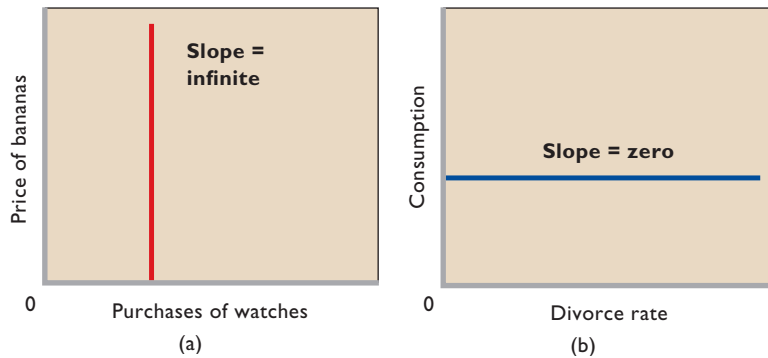 Price of bananas
Slope =
infinite
0
Purchases of watches
(a)
Consumption
Slope = zero
0
Divorce rate
(b)